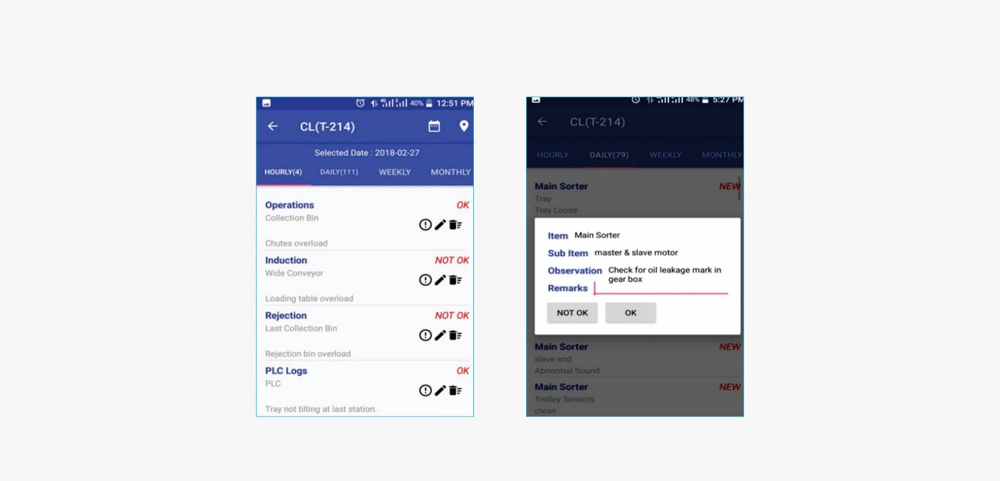 40% 12:51 PM
CL(T-214)
Selected Date : 2018-02-27
HOURLY(4) DAILY(111) WEEKLY MONTHLY
Operations OK
Collection Bin
Chutes overload
Induction NOT OK
Wide Conveyor
Loading table overload
Rejection NOT OK
Last Collection Bin
Rejection bin overload
PLC Logs OK
PLC
Tray not tilting at last station.
48% 5:27 PM
CL(T-214)
HOURLY DAILY(79) WEEKLY MONTHLY
Main Sorter NEW
Tray
Tray Loose
Item Main Sorter
Sub Item master & slave motor
Observation Check for oil leakage mark in
gear box
Remarks
NOT OK OK
Main Sorter NEW
slave end
Abnormal Sound
Main Sorter NEW
Trolley Sensors
clean